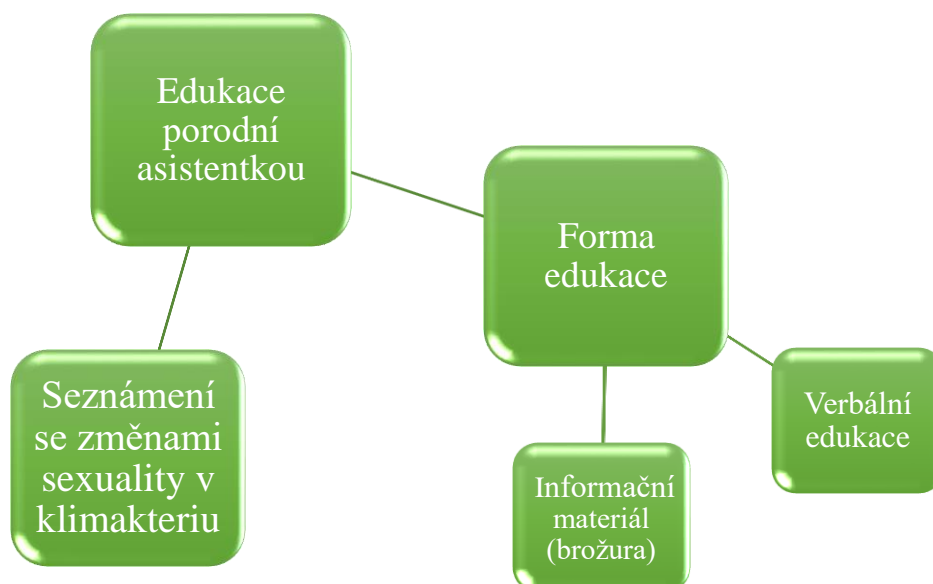 Edukace
porodní
asistentkou
Forma
edukace
Seznámení
se změnami
sexuality v
klimakteriu
Informační
materiál
(brožura)
Verbální
edukace